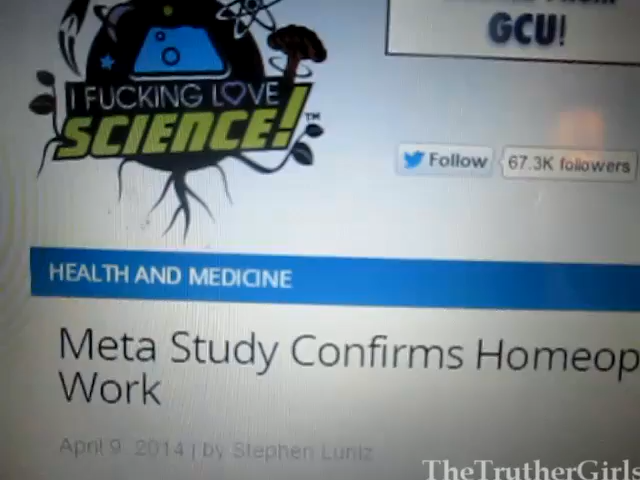 GCU!
I FUCKING LOVE
SCIENCE!™
Follow
67.3K followers
HEALTH AND MEDICINE
Meta Study Confirms Homeop
Work
April 9, 2014 | by Stephen Luntz
TheTrutherGirls